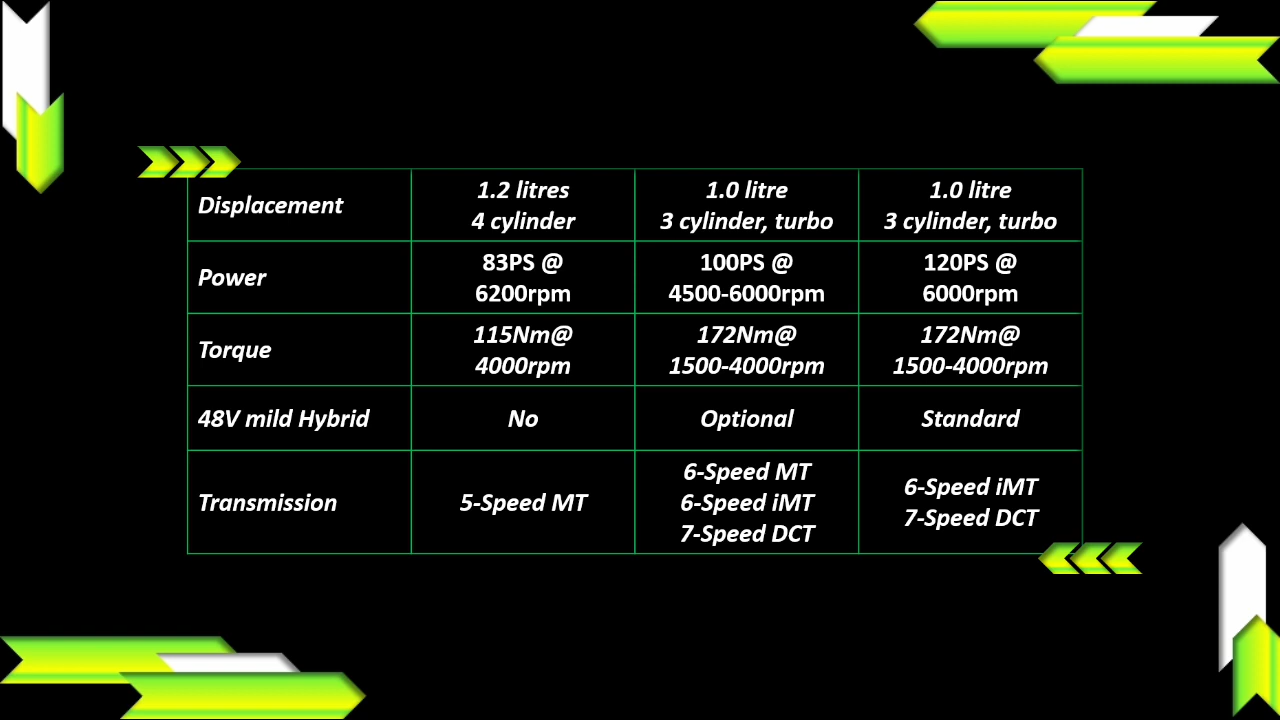 Displacement
1.2 litres
4 cylinder
1.0 litre
3 cylinder, turbo
1.0 litre
3 cylinder, turbo
Power
83PS @
6200rpm
100PS @
4500-6000rpm
120PS @
6000rpm
Torque
115Nm@
4000rpm
172Nm@
1500-4000rpm
172Nm@
1500-4000rpm
48V mild Hybrid
No
Optional
Standard
Transmission
5-Speed MT
6-Speed MT
6-Speed iMT
7-Speed DCT
6-Speed iMT
7-Speed DCT